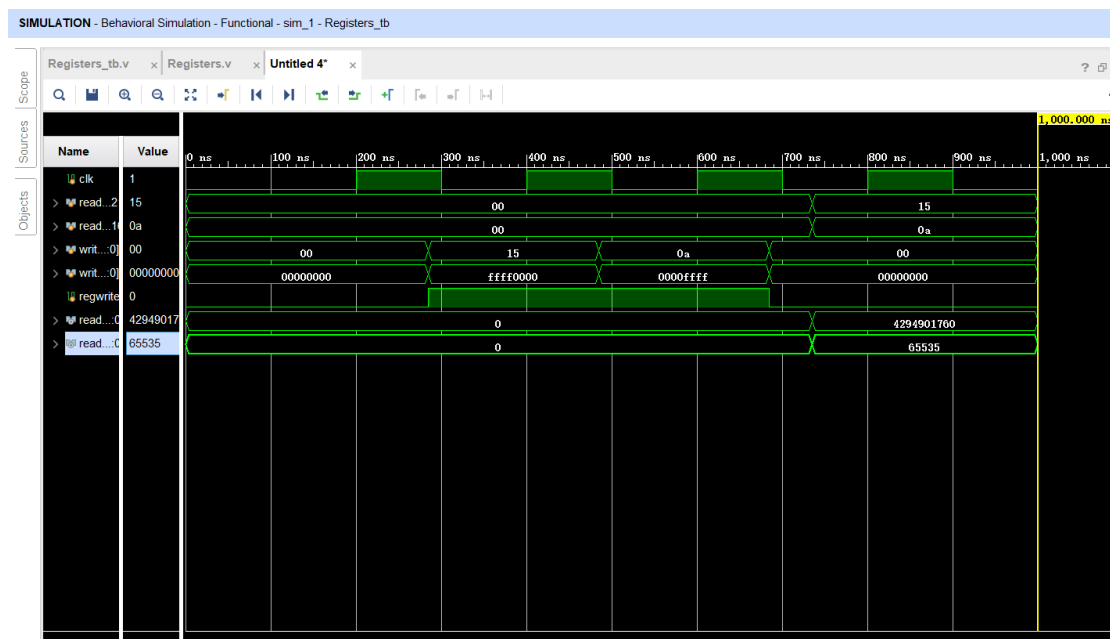 SIMULATION - Behavioral Simulation - Functional - sim_1 - Registers_tb
Registers_tb.v × Registers.v × Untitled 4* ×
?
Scope
Sources
Objects
1,000.000 ns
Name Value
0 ns 100 ns 200 ns 300 ns 400 ns 500 ns 600 ns 700 ns 800 ns 900 ns 1,000 ns
clk 1
read...2 15 00 15
read...1 0a 00 0a
writ...:0] 00 00 15 0a 00
writ...:0] 00000000 00000000 ffff0000 0000ffff 00000000
regwrite 0
read...:0 42949017 0 4294901760
read...:0 65535 0 65535